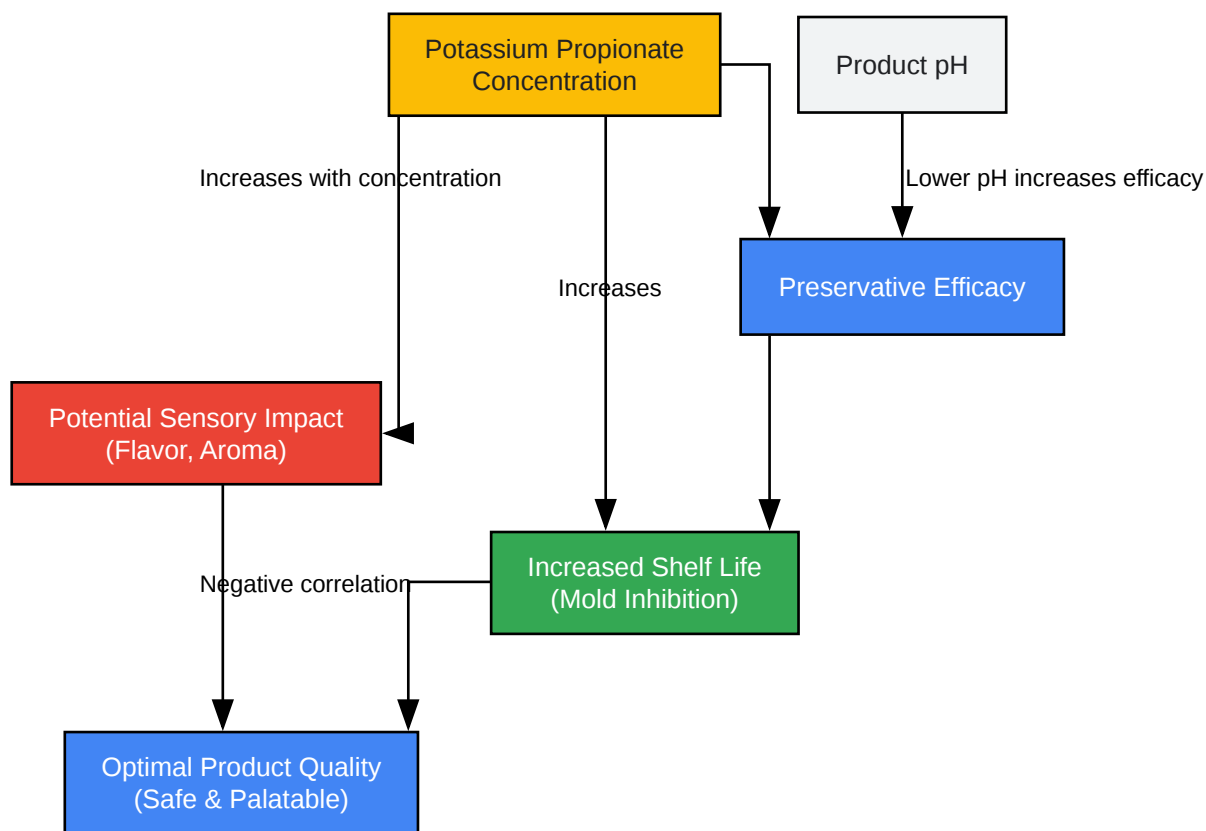 Potassium Propionate
Concentration
Product pH
Increases with concentration
Lower pH increases efficacy
Increases
Preservative Efficacy
Potential Sensory Impact
(Flavor, Aroma)
Increased Shelf Life
(Mold Inhibition)
Negative correlation
Optimal Product Quality
(Safe & Palatable)